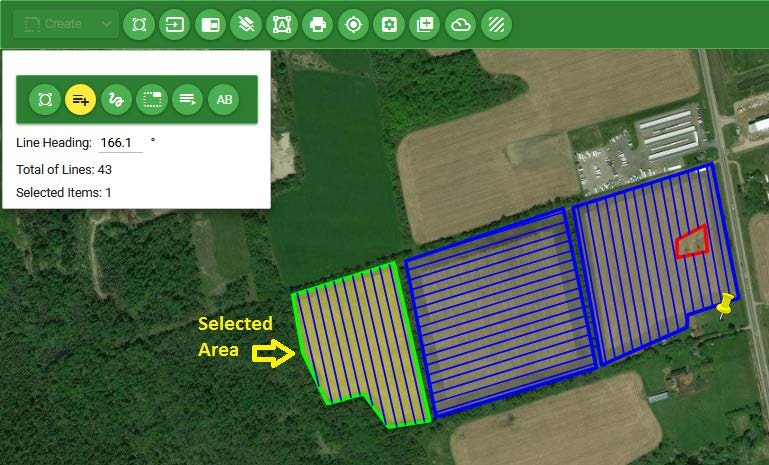 Create
A
AB
Line Heading: 166.1 °
Total of Lines: 43
Selected Items: 1
Selected
Area